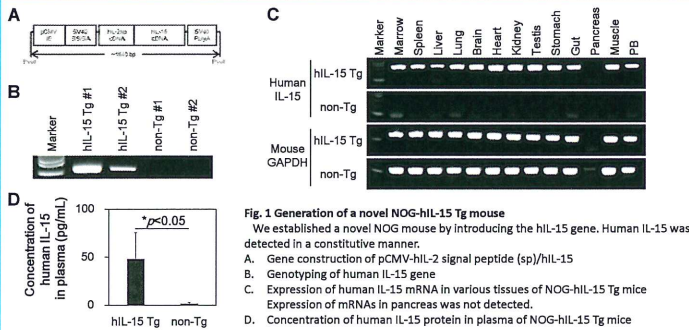 A
pCMV
IE
SV40
SS/SA
hIL-2sp
cDNA
hIL-15
cDNA
SV40
PolyA
B
Marker
hIL-15 Tg #1
hIL-15 Tg #2
non-Tg #1
non-Tg #2
C
Marker
Marrow
Spleen
Liver
Lung
Brain
Heart
Kidney
Testis
Stomach
Gut
Pancreas
Muscle
PB
Human
IL-15
hIL-15 Tg
non-Tg
Mouse
GAPDH
hIL-15 Tg
non-Tg
D
Concentration of
human IL-15
in plasma (pg/mL)
100
50
0
*p<0.05
hIL-15 Tg
non-Tg
Fig. 1 Generation of a novel NOG-hIL-15 Tg mouse
We established a novel NOG mouse by introducing the hIL-15 gene. Human IL-15 was
detected in a constitutive manner.
A. Gene construction of pCMV-hIL-2 signal peptide (sp)/hIL-15
B. Genotyping of human IL-15 gene
C. Expression of human IL-15 mRNA in various tissues of NOG-hIL-15 Tg mice
Expression of mRNAs in pancreas was not detected.
D. Concentration of human IL-15 protein in plasma of NOG-hIL-15 Tg mice